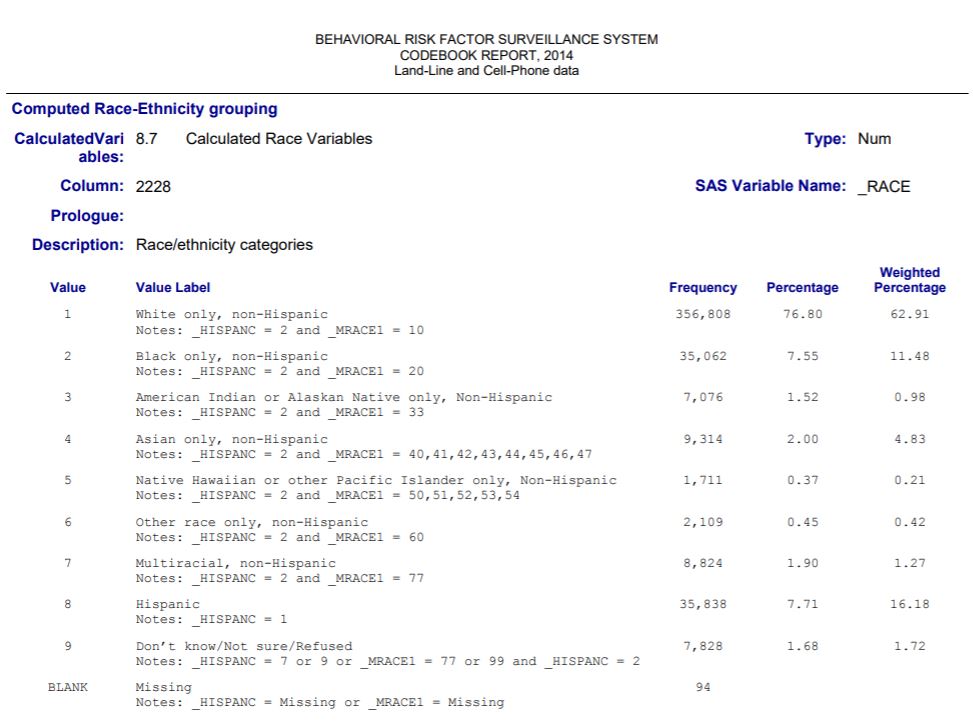 BEHAVIORAL RISK FACTOR SURVEILLANCE SYSTEM
CODEBOOK REPORT, 2014
Land-Line and Cell-Phone data
Computed Race-Ethnicity grouping
CalculatedVari 8.7 Calculated Race Variables Type: Num
ables:
Column: 2228 SAS Variable Name: _RACE
Prologue:
Description: Race/ethnicity categories
Weighted
Value Value Label Frequency Percentage Percentage
1 White only, non-Hispanic 356,808 76.80 62.91
Notes: _HISPANC = 2 and _MRACE1 = 10
2 Black only, non-Hispanic 35,062 7.55 11.48
Notes: _HISPANC = 2 and _MRACE1 = 20
3 American Indian or Alaskan Native only, Non-Hispanic 7,076 1.52 0.98
Notes: _HISPANC = 2 and _MRACE1 = 33
4 Asian only, non-Hispanic 9,314 2.00 4.83
Notes: _HISPANC = 2 and _MRACE1 = 40,41,42,43,44,45,46,47
5 Native Hawaiian or other Pacific Islander only, Non-Hispanic 1,711 0.37 0.21
Notes: _HISPANC = 2 and _MRACE1 = 50,51,52,53,54
6 Other race only, non-Hispanic 2,109 0.45 0.42
Notes: _HISPANC = 2 and _MRACE1 = 60
7 Multiracial, non-Hispanic 8,824 1.90 1.27
Notes: _HISPANC = 2 and _MRACE1 = 77
8 Hispanic 35,838 7.71 16.18
Notes: _HISPANC = 1
9 Don’t know/Not sure/Refused 7,828 1.68 1.72
Notes: _HISPANC = 7 or 9 or _MRACE1 = 77 or 99 and _HISPANC = 2
BLANK Missing 94
Notes: _HISPANC = Missing or _MRACE1 = Missing